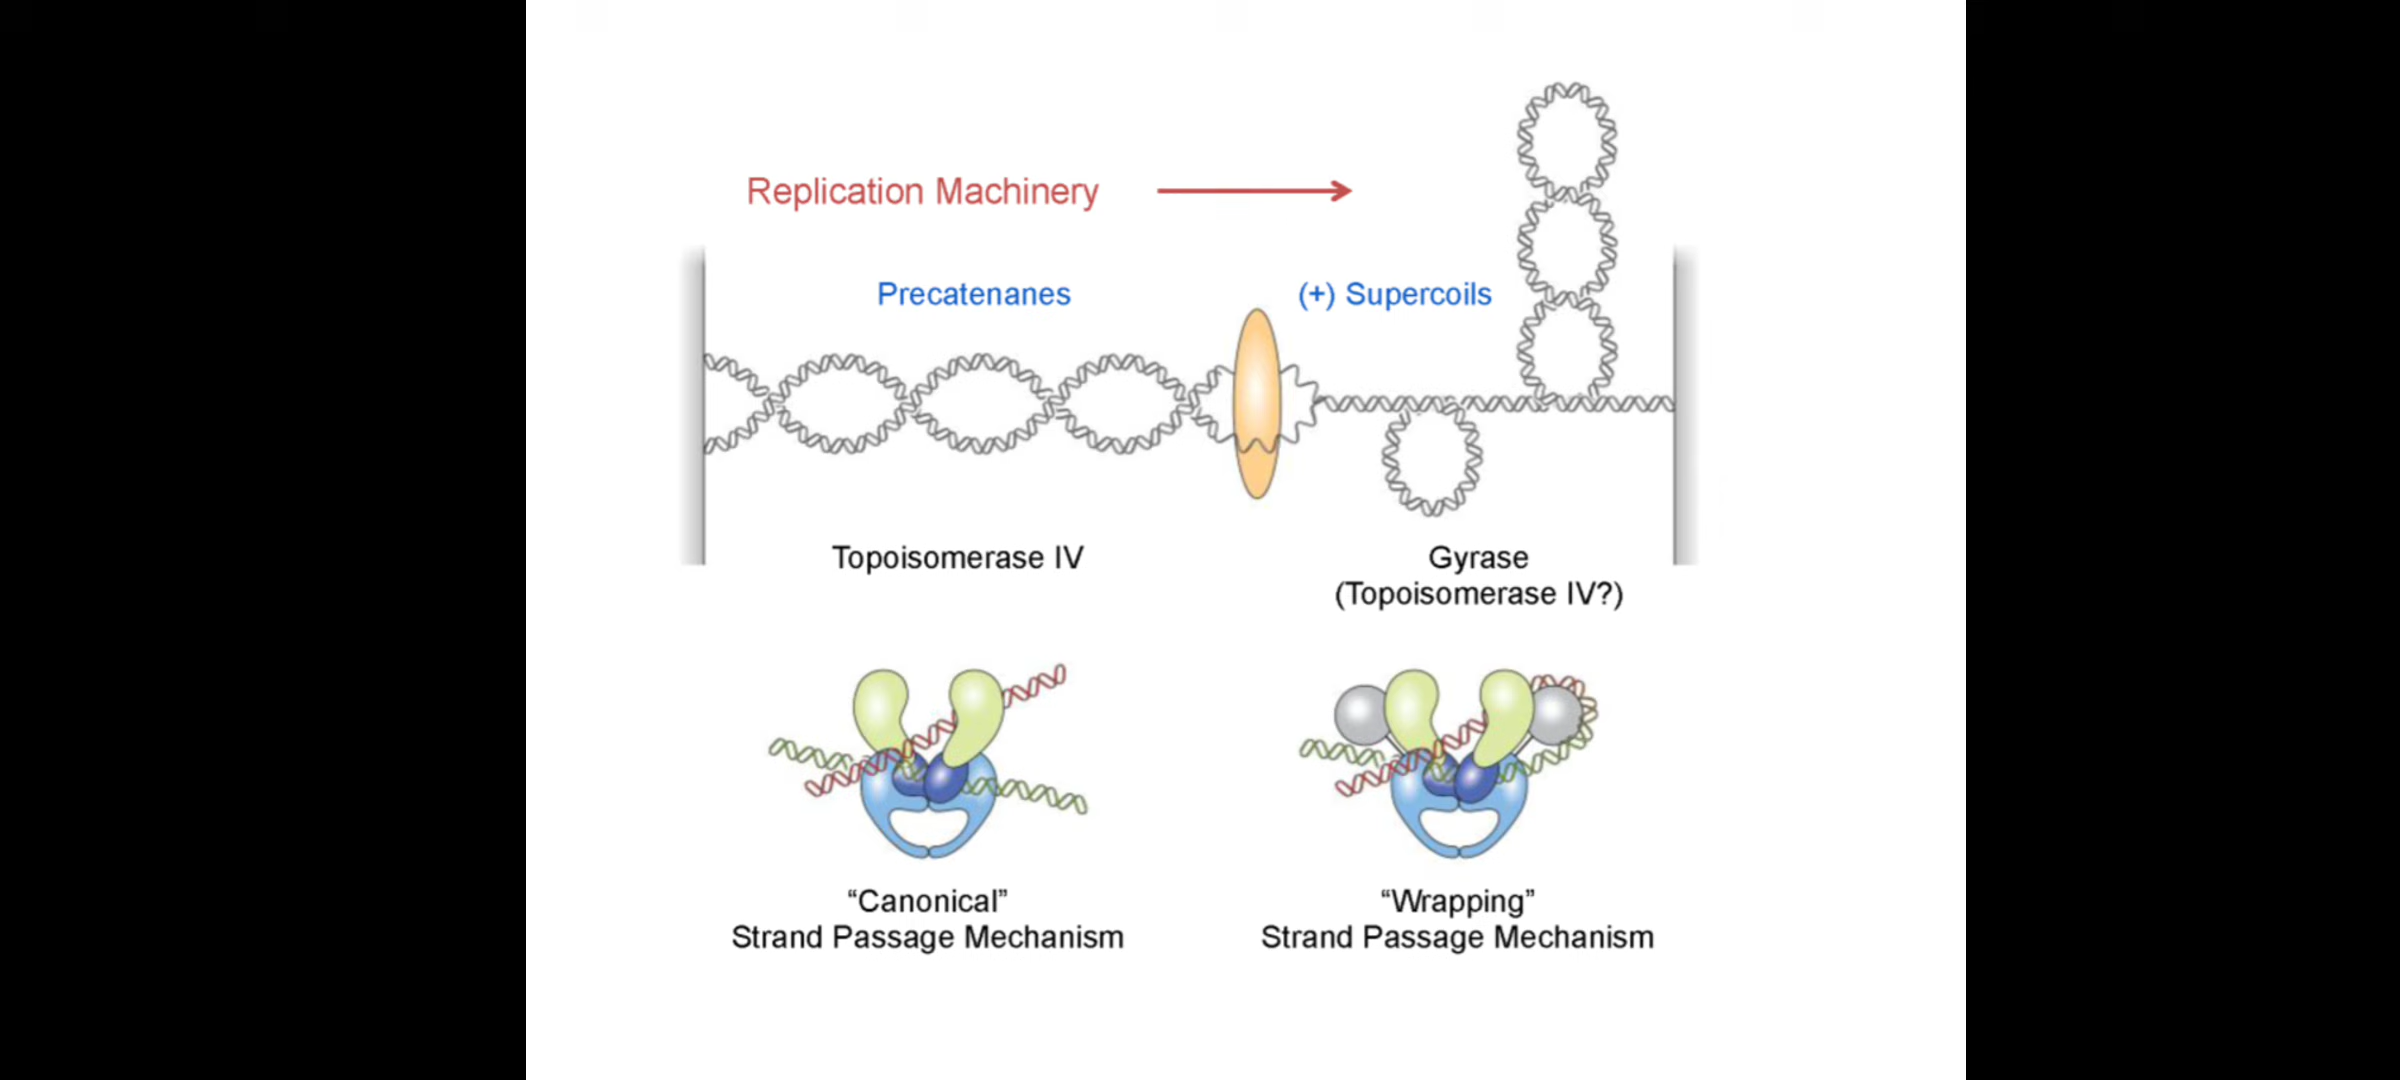 Replication Machinery
Precatenanes
(+) Supercoils
Topoisomerase IV
Gyrase
(Topoisomerase IV?)
“Canonical”
Strand Passage Mechanism
“Wrapping”
Strand Passage Mechanism